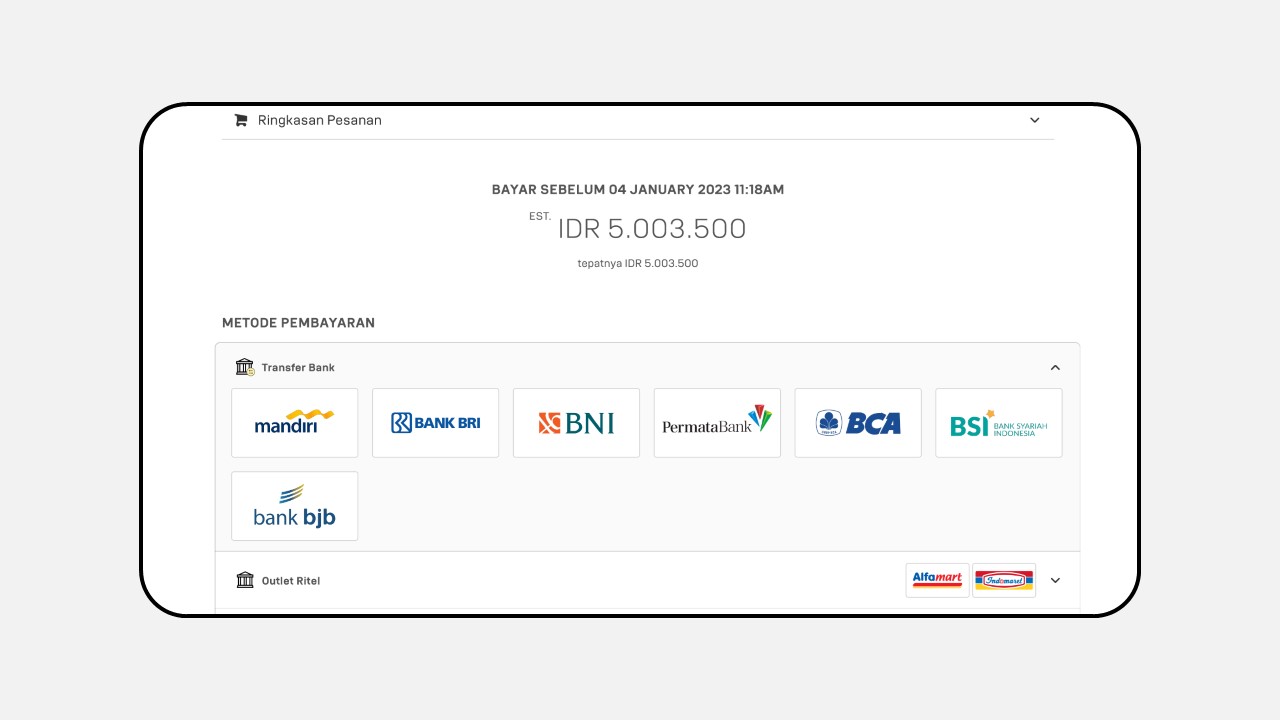 Ringkasan Pesanan
BAYAR SEBELUM 04 JANUARY 2023 11:18AM
EST. IDR 5.003.500
tepatnya IDR 5.003.500
METODE PEMBAYARAN
Transfer Bank
mandiri
BANK BRI
BNI
PermataBank
BCA
BSI BANK SYARIAH INDONESIA
bank bjb
Outlet Ritel
Alfamart
Indomaret